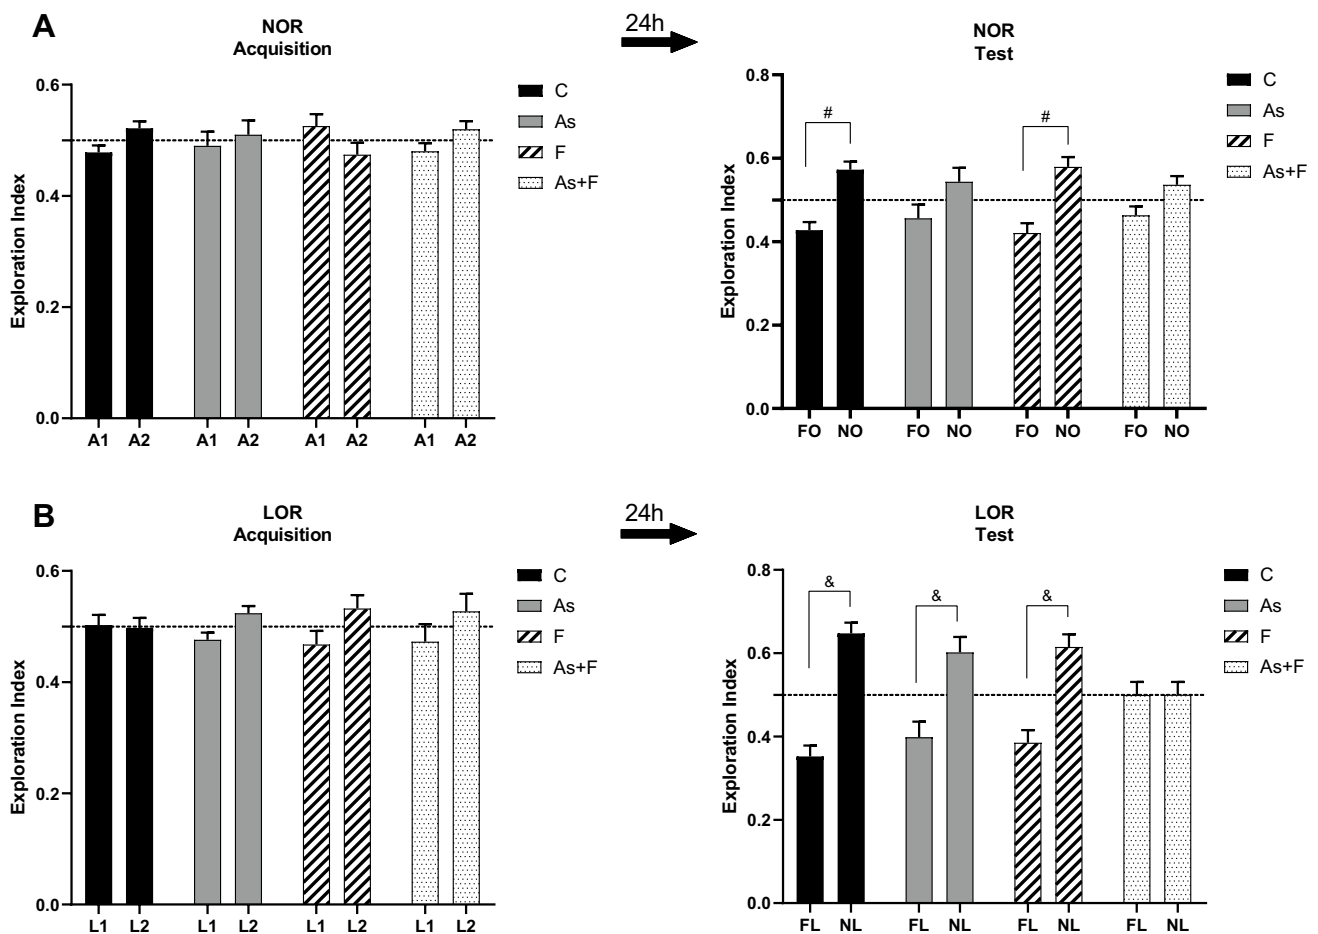 A
NOR
Acquisition
Exploration Index
0.6
0.4
0.2
0.0
A1 A2 A1 A2 A1 A2 A1 A2
C
As
F
As+F
24h
NOR
Test
Exploration Index
0.8
0.6
0.4
0.2
0.0
# #
FO NO FO NO FO NO FO NO
C
As
F
As+F
B
LOR
Acquisition
Exploration Index
0.6
0.4
0.2
0.0
L1 L2 L1 L2 L1 L2 L1 L2
C
As
F
As+F
24h
LOR
Test
Exploration Index
0.8
0.6
0.4
0.2
0.0
& & &
FL NL FL NL FL NL FL NL
C
As
F
As+F